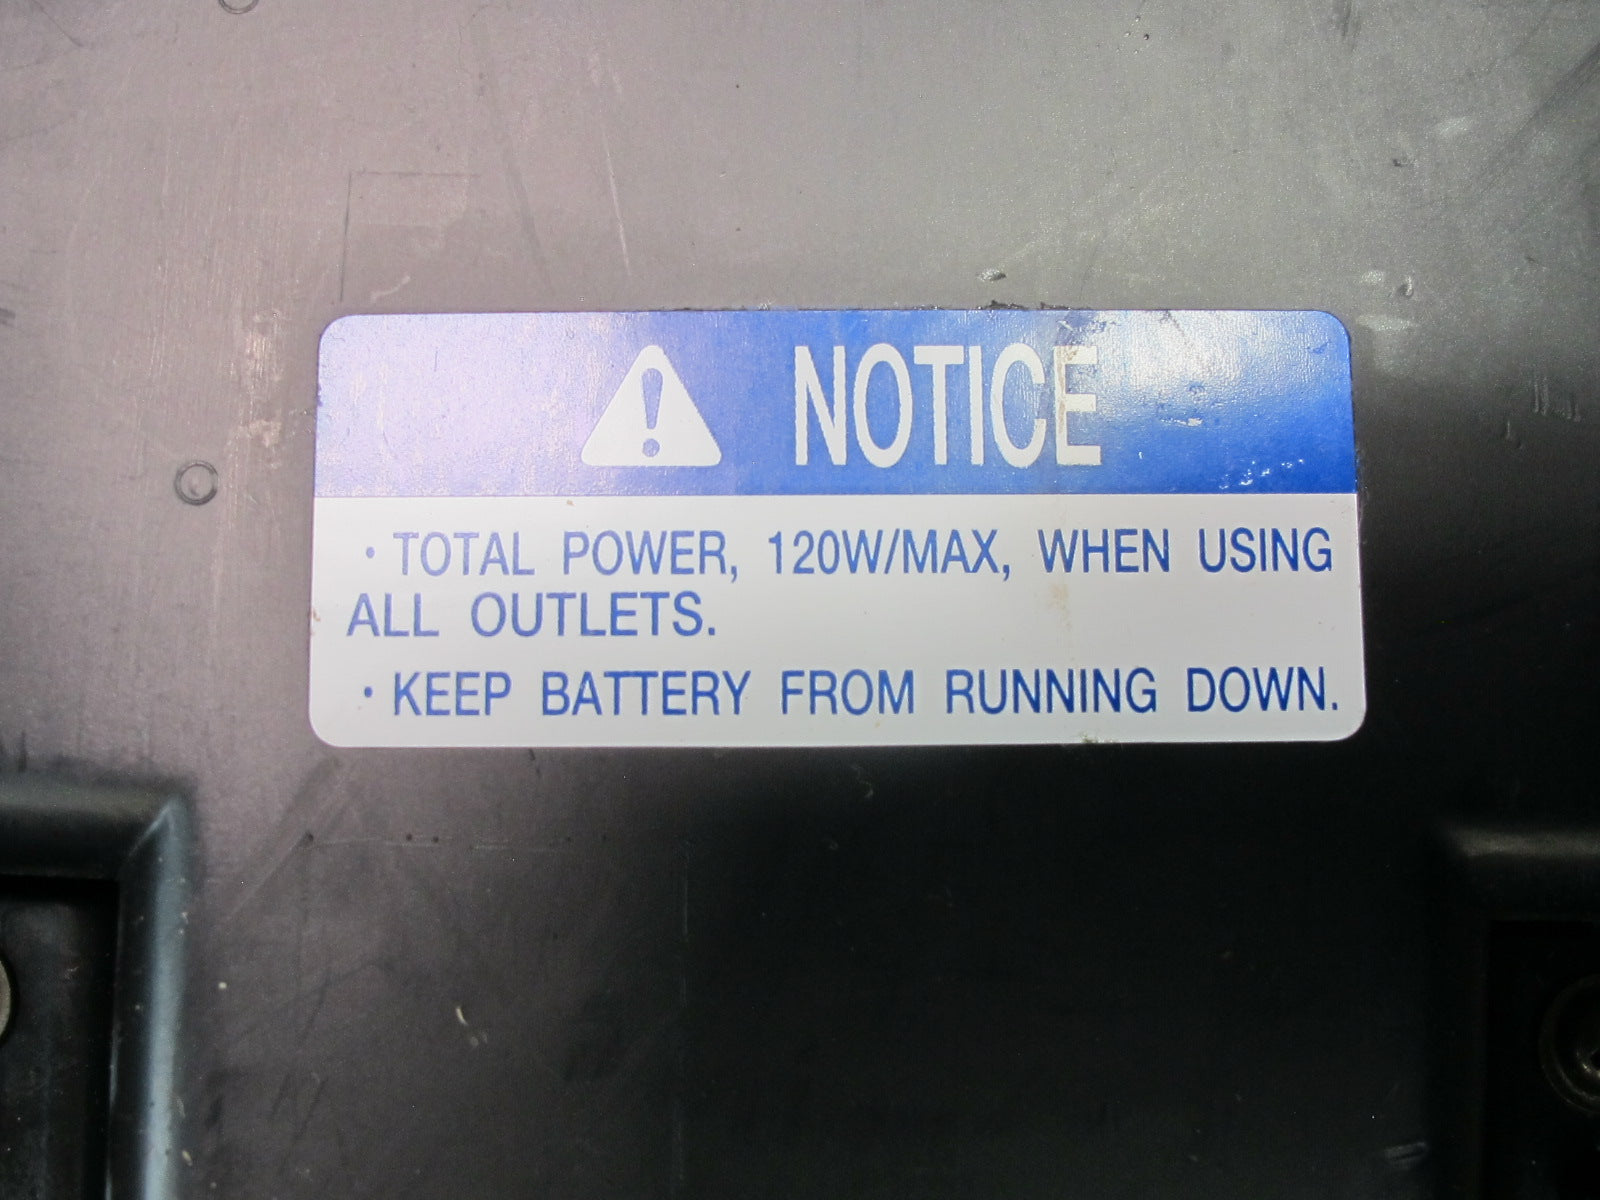 NOTICE
· TOTAL POWER, 120W/MAX, WHEN USING
ALL OUTLETS.
· KEEP BATTERY FROM RUNNING DOWN.